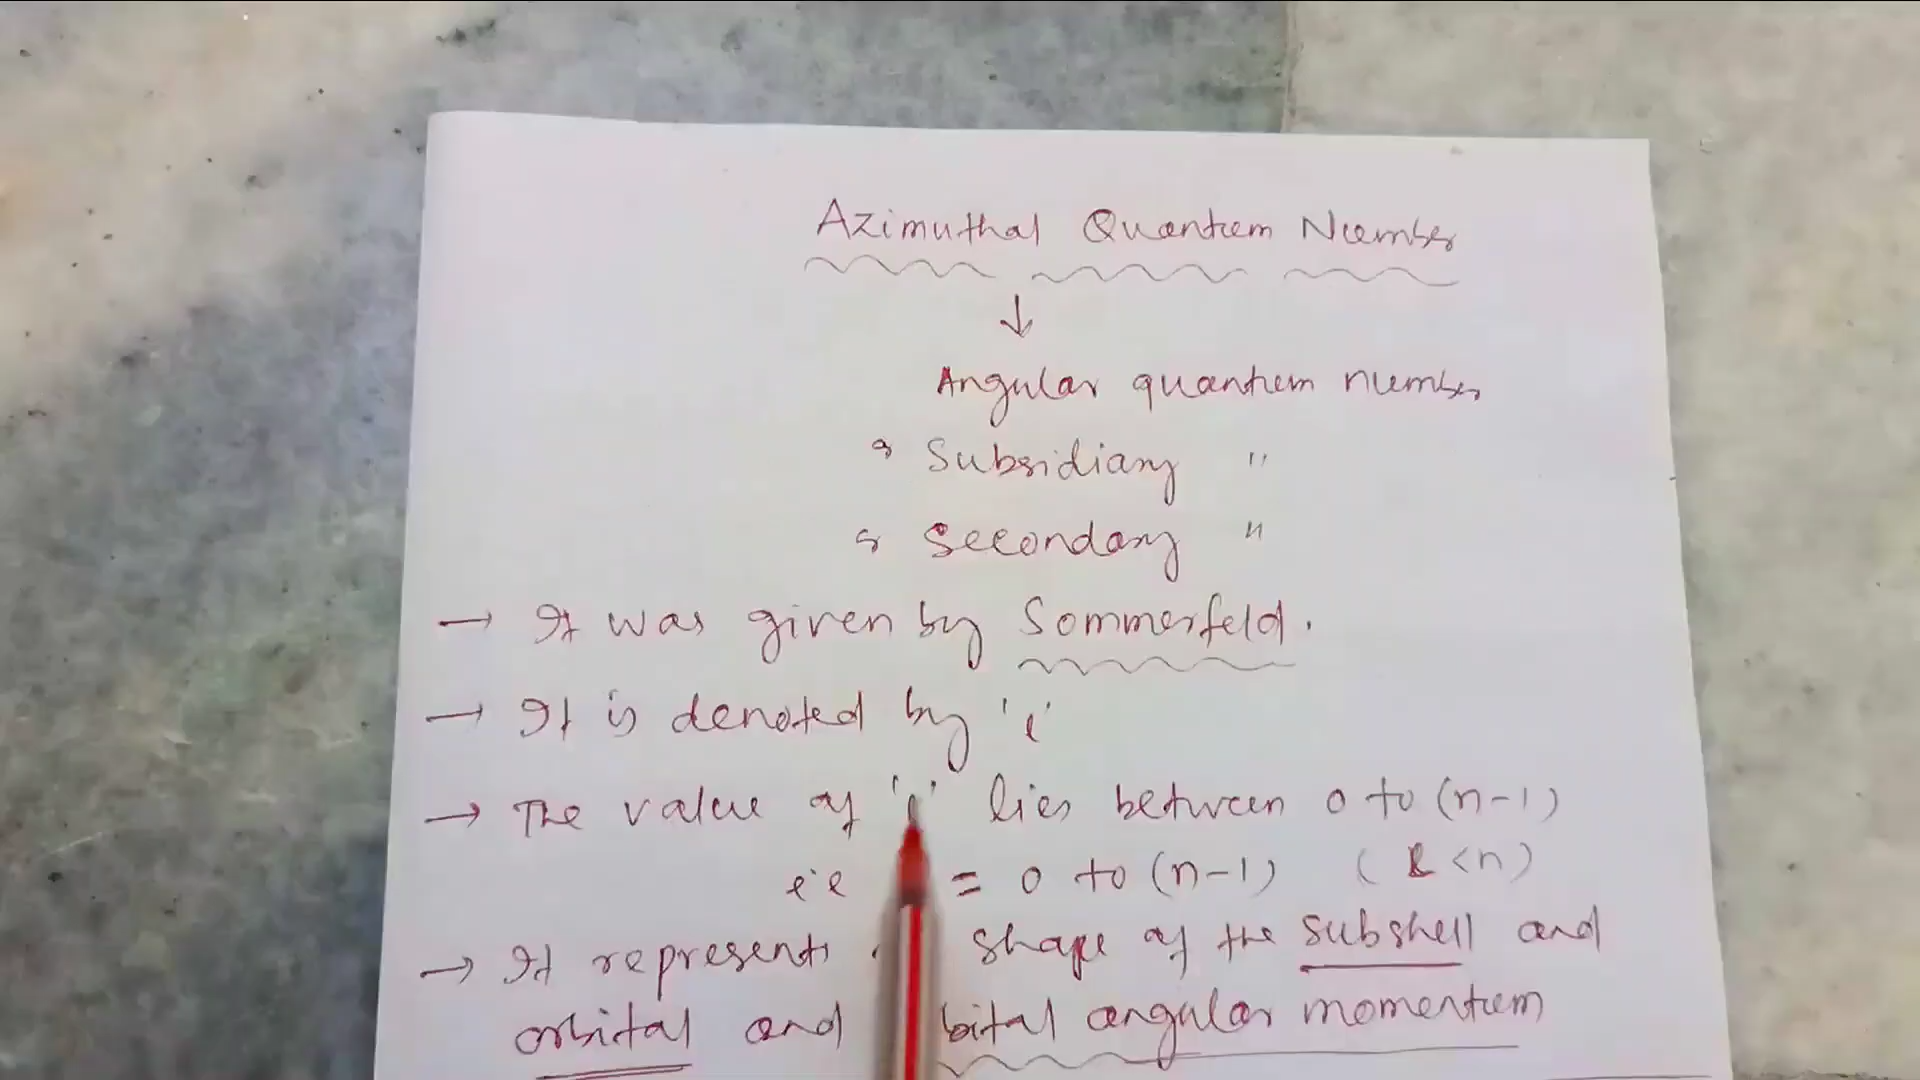 Azimuthal Quantum Number
↓
Angular quantum number
Subsidiary "
Secondary "
→ It was given by Sommerfeld.
→ It is denoted by 'l'
→ The value of 'l' lies between 0 to (n-1)
i.e = 0 to (n-1) (l <n)
→ It represents shape of the subshell and
orbital and bital angular momentum